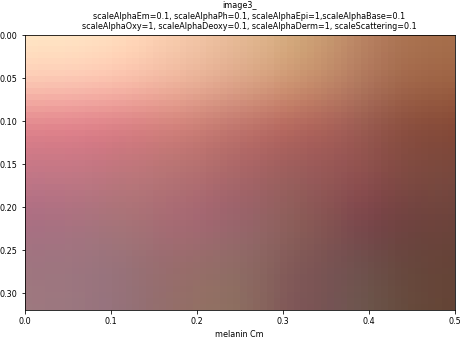 image3_
scaleAlphaEm=0.1, scaleAlphaPh=0.1, scaleAlphaEpi=1,scaleAlphaBase=0.1
scaleAlphaOxy=1, scaleAlphaDeoxy=0.1, scaleAlphaDerm=1, scaleScattering=0.1
0.00
0.05
0.10
0.15
0.20
0.25
0.30
0.0 0.1 0.2 0.3 0.4 0.5
melanin Cm